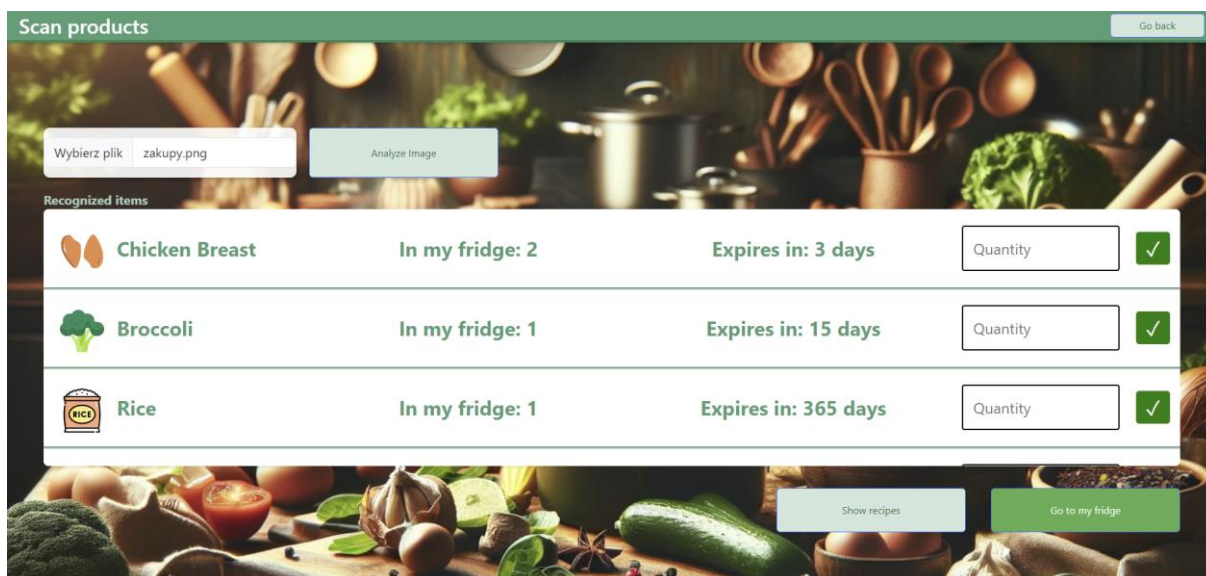 Scan products
Go back
Wybierz plik zakupy.png
Analyze Image
Recognized items
Chicken Breast In my fridge: 2 Expires in: 3 days Quantity
Broccoli In my fridge: 1 Expires in: 15 days Quantity
RICE Rice In my fridge: 1 Expires in: 365 days Quantity
Show recipes
Go to my fridge